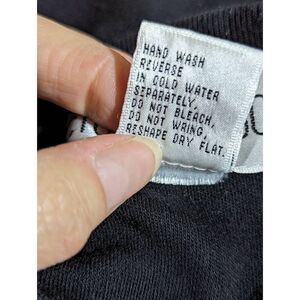 HAND WASH
REVERSE
IN COLD WATER
SEPARATELY.
DO NOT BLEACH,
DO NOT WRING,
RESHAPE DRY FLAT.